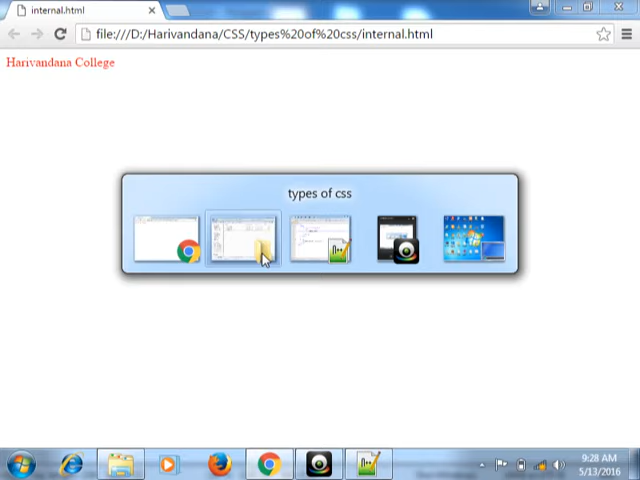 internal.html
file:///D:/Harivandana/CSS/types%20of%20css/internal.html
Harivandana College
types of css
9:28 AM
5/13/2016